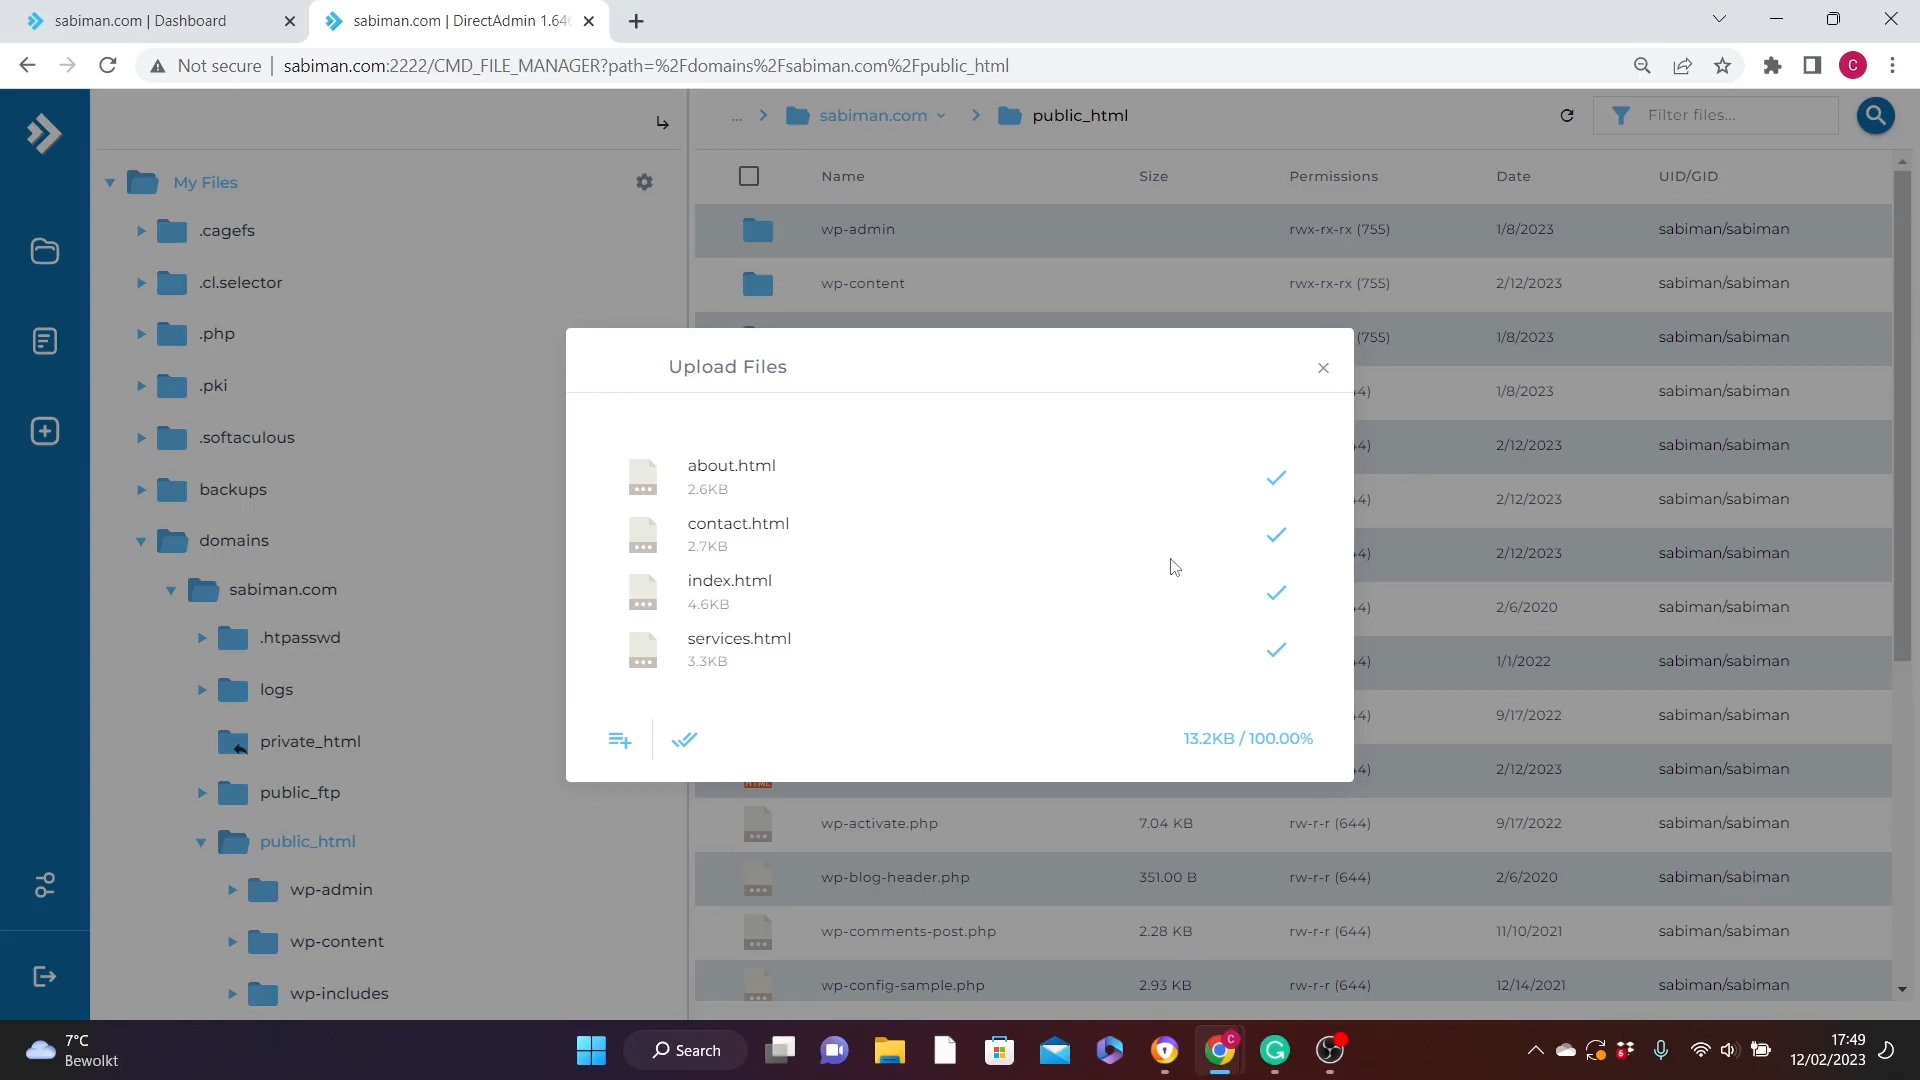 sabiman.com | Dashboard
sabiman.com | DirectAdmin 1.64
Not secure
sabiman.com:2222/CMD_FILE_MANAGER?path=%2Fdomains%2Fsabiman.com%2Fpublic_html
C
My Files
.cagefs
.cl.selector
.php
.pki
.softaculous
backups
domains
sabiman.com
.htpasswd
logs
private_html
public_ftp
public_html
wp-admin
wp-content
wp-includes
... > sabiman.com > public_html
Filter files...
Name Size Permissions Date UID/GID
wp-admin rwx-rx-rx (755) 1/8/2023 sabiman/sabiman
wp-content rwx-rx-rx (755) 2/12/2023 sabiman/sabiman
(755) 1/8/2023 sabiman/sabiman
4) 1/8/2023 sabiman/sabiman
4) 2/12/2023 sabiman/sabiman
4) 2/12/2023 sabiman/sabiman
4) 2/12/2023 sabiman/sabiman
4) 2/6/2020 sabiman/sabiman
4) 1/1/2022 sabiman/sabiman
4) 9/17/2022 sabiman/sabiman
4) 2/12/2023 sabiman/sabiman
HTML
wp-activate.php 7.04 KB rw-r-r (644) 9/17/2022 sabiman/sabiman
wp-blog-header.php 351.00 B rw-r-r (644) 2/6/2020 sabiman/sabiman
wp-comments-post.php 2.28 KB rw-r-r (644) 11/10/2021 sabiman/sabiman
wp-config-sample.php 2.93 KB rw-r-r (644) 12/14/2021 sabiman/sabiman
Upload Files
about.html
2.6KB
contact.html
2.7KB
index.html
4.6KB
services.html
3.3KB
13.2KB / 100.00%
7°C
Bewolkt
Search
C
6
17:49
12/02/2023